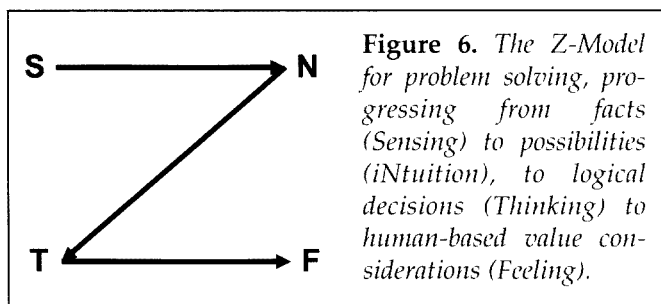 S N
T F
Figure 6. The Z-Model
for problem solving, pro-
gressing from facts
(Sensing) to possibilities
(iNtuition), to logical
decisions (Thinking) to
human-based value con-
siderations (Feeling).